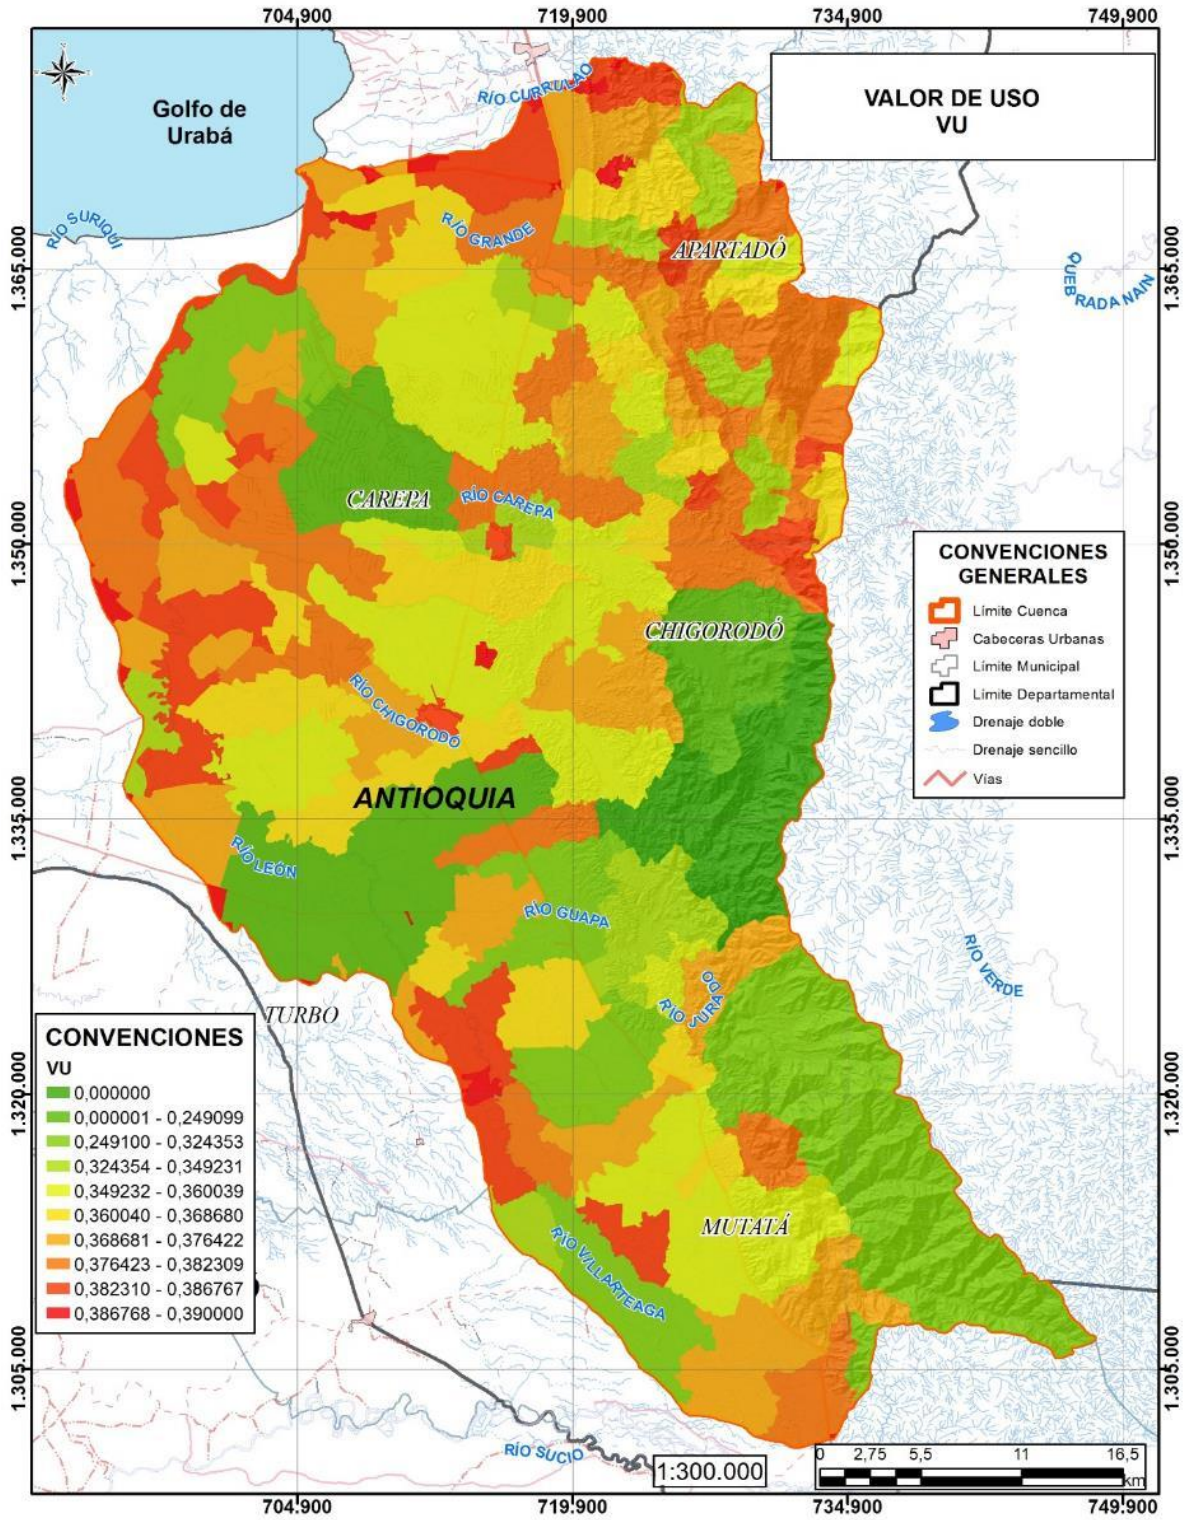 704,900 719,900 734,900 749,900
Golfo de
Urabá
RÍO CURRULAO
VALOR DE USO
VU
RÍO SURIQUI
RÍO GRANDE
APARTADÓ
1.365.000
1.365.000
QUEBRADA NAIN
CAREPA
RÍO CAREPA
1.350.000
1.350.000
CONVENCIONES
GENERALES
Límite Cuenca
Cabeceras Urbanas
Límite Municipal
Límite Departamental
Drenaje doble
Drenaje sencillo
Vías
CHIGORODÓ
RÍO CHIGORODO
ANTIOQUIA
1.335.000
1.335.000
RÍO LEÓN
RÍO GUAPA
RÍO VERDE
RÍO JURADO
TURBO
CONVENCIONES
VU
0,000000
0,000001 - 0,249099
0,249100 - 0,324353
0,324354 - 0,349231
0,349232 - 0,360039
0,360040 - 0,368680
0,368681 - 0,376422
0,376423 - 0,382309
0,382310 - 0,386767
0,386768 - 0,390000
1.320.000
1.320.000
MUTATÁ
RÍO VILLARTEAGA
1.305.000
1.305.000
RÍO SUCIO
1:300.000
0 2,75 5,5 11 16,5
km
704,900 719,900 734,900 749,900